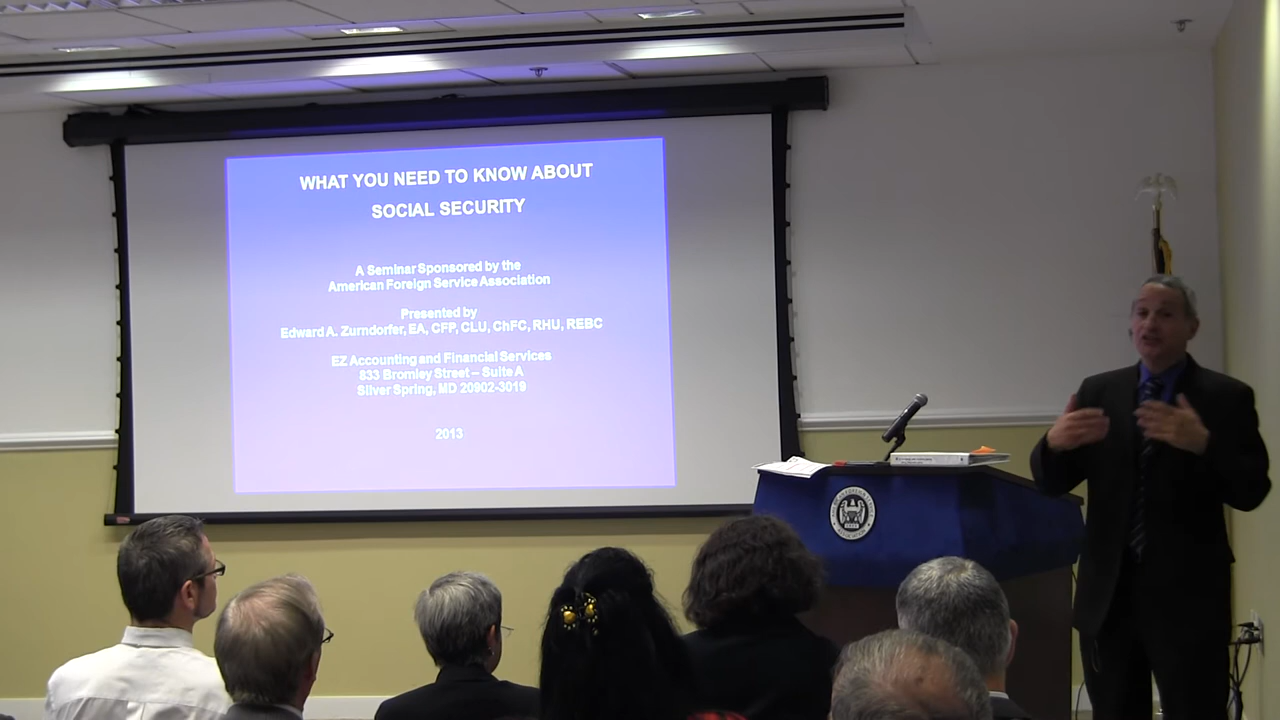 WHAT YOU NEED TO KNOW ABOUT
SOCIAL SECURITY
A Seminar Sponsored by the
American Foreign Service Association
Presented by
Edward A. Zurndorfer, EA, CFP, CLU, ChFC, RHU, REBC
EZ Accounting and Financial Services
833 Bromley Street – Suite A
Silver Spring, MD 20902-3019
2013